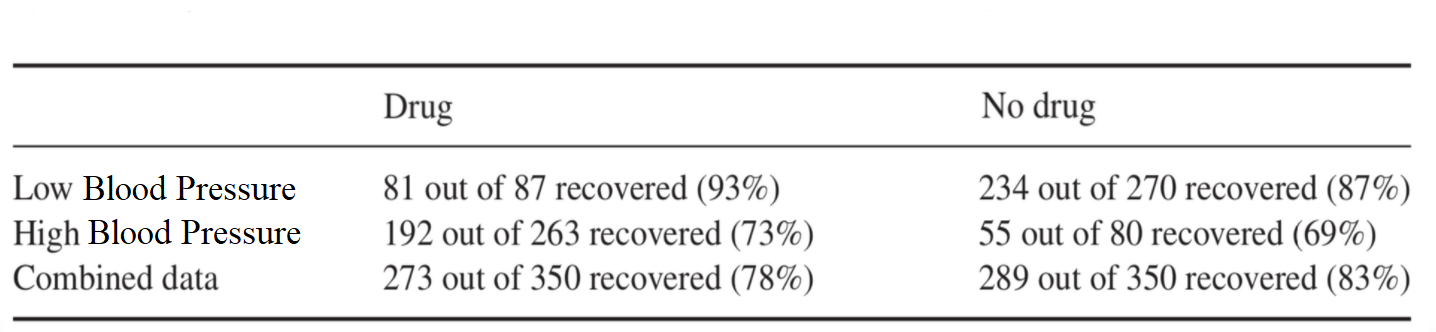 Drug No drug
Low Blood Pressure 81 out of 87 recovered (93%) 234 out of 270 recovered (87%)
High Blood Pressure 192 out of 263 recovered (73%) 55 out of 80 recovered (69%)
Combined data 273 out of 350 recovered (78%) 289 out of 350 recovered (83%)